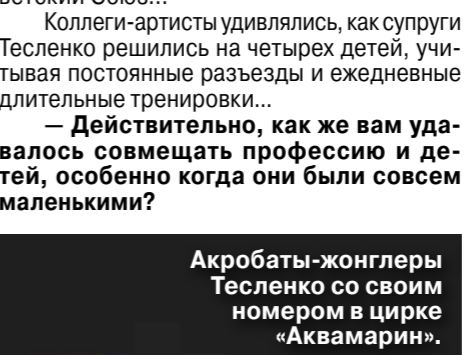 ветский Союз...
Коллеги-артисты удивлялись, как супруги
Тесленко решились на четырех детей, учи-
тывая постоянные разъезды и ежедневные
длительные тренировки...
— Действительно, как же вам уда-
валось совмещать профессию и де-
тей, особенно когда они были совсем
маленькими?
Акробаты-жонглеры
Тесленко со своим
номером в цирке
«Аквамарин».